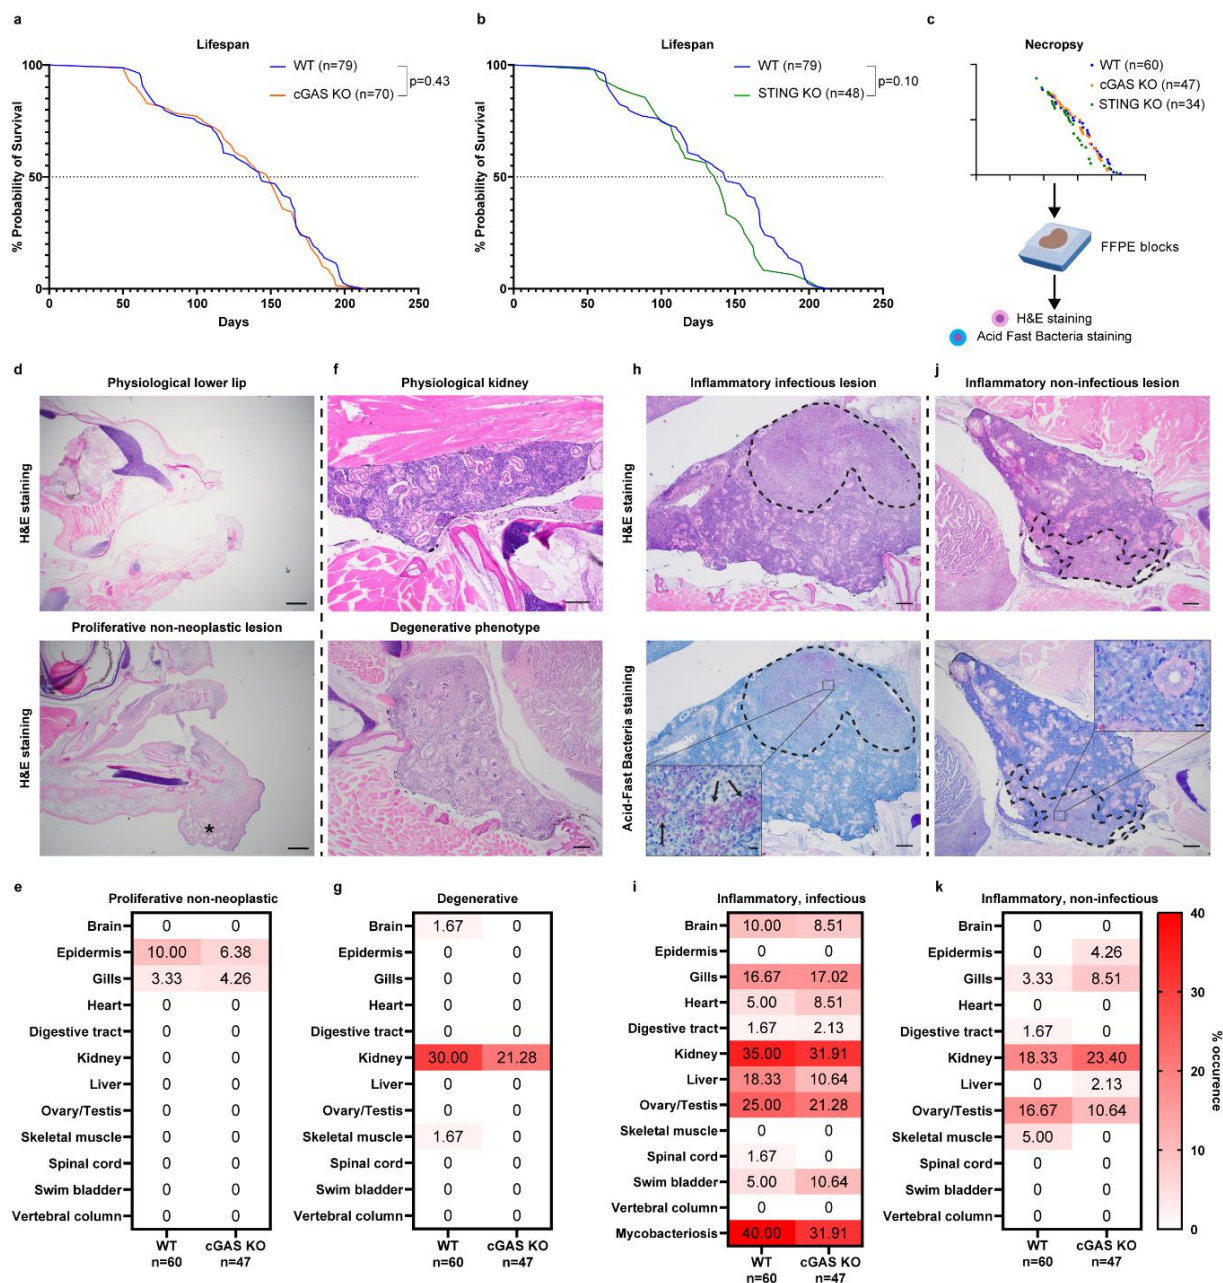 a
Lifespan
WT (n=79)
cGAS KO (n=70)
p=0.43
% Probability of Survival
100
50
0
0 50 100 150 200 250
Days
b
Lifespan
WT (n=79)
STING KO (n=48)
p=0.10
% Probability of Survival
100
50
0
0 50 100 150 200 250
Days
c
Necropsy
WT (n=60)
cGAS KO (n=47)
STING KO (n=34)
FFPE blocks
H&E staining
Acid Fast Bacteria staining
d
Physiological lower lip
H&E staining
Proliferative non-neoplastic lesion
H&E staining
*
f
Physiological kidney
Degenerative phenotype
h
Inflammatory infectious lesion
H&E staining
Acid-Fast Bacteria staining
j
Inflammatory non-infectious lesion
e
Proliferative non-neoplastic
Brain 0 0
Epidermis 10.00 6.38
Gills 3.33 4.26
Heart 0 0
Digestive tract 0 0
Kidney 0 0
Liver 0 0
Ovary/Testis 0 0
Skeletal muscle 0 0
Spinal cord 0 0
Swim bladder 0 0
Vertebral column 0 0
WT cGAS KO
n=60 n=47
g
Degenerative
Brain 1.67 0
Epidermis 0 0
Gills 0 0
Heart 0 0
Digestive tract 0 0
Kidney 30.00 21.28
Liver 0 0
Ovary/Testis 0 0
Skeletal muscle 1.67 0
Spinal cord 0 0
Swim bladder 0 0
Vertebral column 0 0
WT cGAS KO
n=60 n=47
i
Inflammatory, infectious
Brain 10.00 8.51
Epidermis 0 0
Gills 16.67 17.02
Heart 5.00 8.51
Digestive tract 1.67 2.13
Kidney 35.00 31.91
Liver 18.33 10.64
Ovary/Testis 25.00 21.28
Skeletal muscle 0 0
Spinal cord 1.67 0
Swim bladder 5.00 10.64
Vertebral column 0 0
Mycobacteriosis 40.00 31.91
WT cGAS KO
n=60 n=47
k
Inflammatory, non-infectious
Brain 0 0
Epidermis 0 4.26
Gills 3.33 8.51
Heart 0 0
Digestive tract 1.67 0
Kidney 18.33 23.40
Liver 0 2.13
Ovary/Testis 16.67 10.64
Skeletal muscle 5.00 0
Spinal cord 0 0
Swim bladder 0 0
Vertebral column 0 0
WT cGAS KO
n=60 n=47
40
30
20
10
0
% occurence